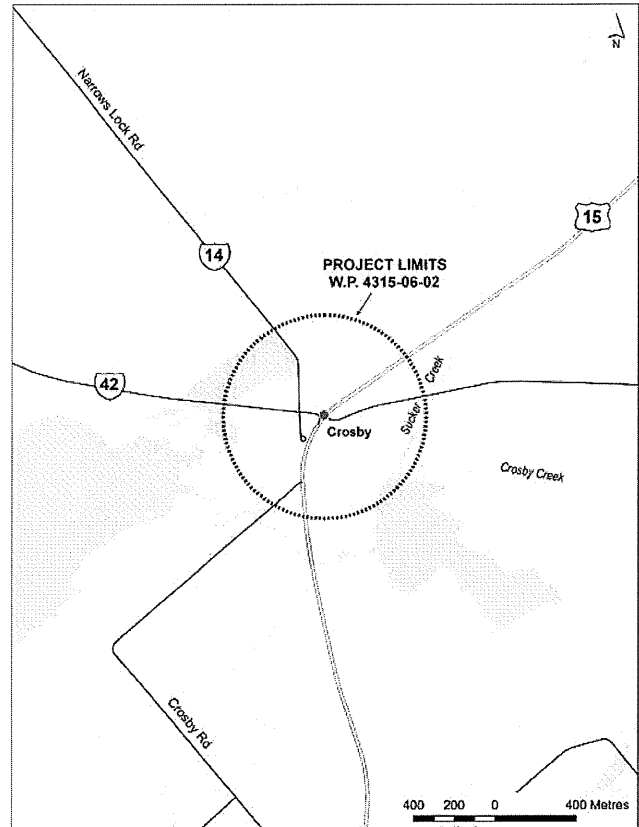 N
Narrows Lock Rd
15
14
PROJECT LIMITS
W.P. 4315-06-02
42
Sucker Creek
Crosby
Crosby Creek
Crosby Rd
400 200 0 400 Metres